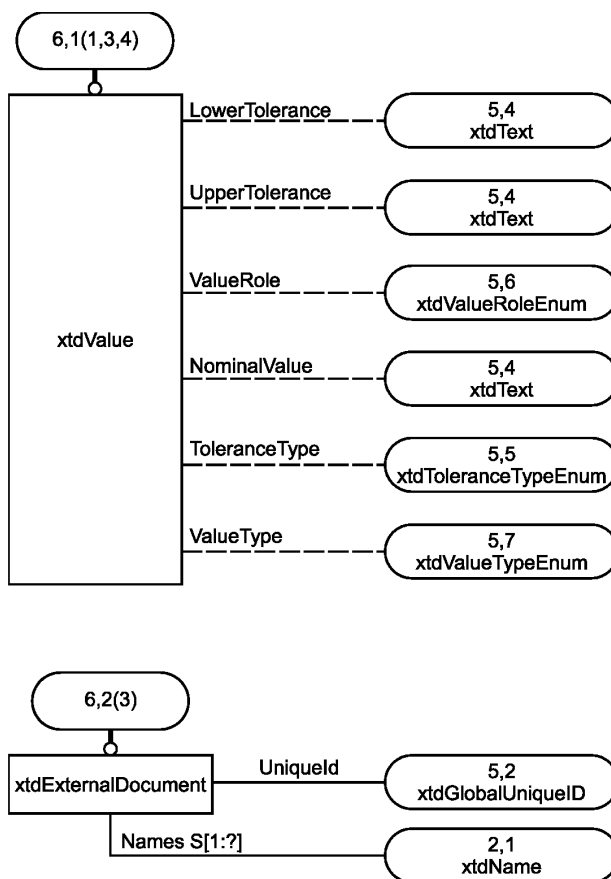 6,1(1,3,4)
LowerTolerance
5,4
xtdText
UpperTolerance
5,4
xtdText
ValueRole
5,6
xtdValueRoleEnum
xtdValue
NominalValue
5,4
xtdText
ToleranceType
5,5
xtdToleranceTypeEnum
ValueType
5,7
xtdValueTypeEnum
6,2(3)
xtdExternalDocument
UniqueId
5,2
xtdGlobalUniqueID
Names S[1:?]
2,1
xtdName